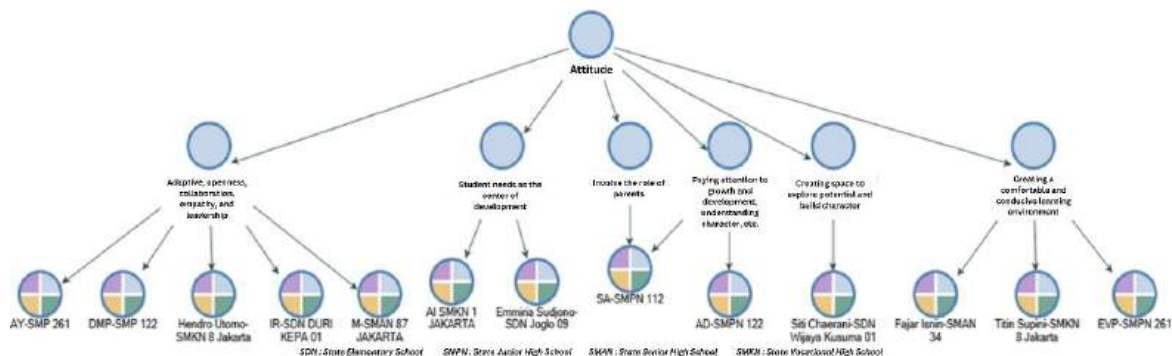 Attitude
Adaptive, openness,
collaboration,
empathy, and
leadership
Student needs as the
center of
development
Involve the role of
parents
Paying attention to
growth and
development,
understanding
character, etc.
Creating space to
explore potential and
build character
Creating a
comfortable and
conducive learning
environment
AY-SMP 261
DMP-SMP 122
Hendro Utomo-
SMKN 8 Jakarta
IR-SDN DURI
KEPA 01
M-SMAN 87
JAKARTA
AI SMKN 1
JAKARTA
Emmina Sudjono-
SDN Joglo 09
SA-SMPN 112
AD-SMPN 122
Siti Chaerani-SDN
Wijaya Kusuma 01
Fajar Isnin-SMAN
34
Titin Supini-SMKN
8 Jakarta
EVP-SMPN 261
SDN : State Elementary School
SMPN : State Junior High School
SMAN : State Senior High School
SMKN : State Vocational High School